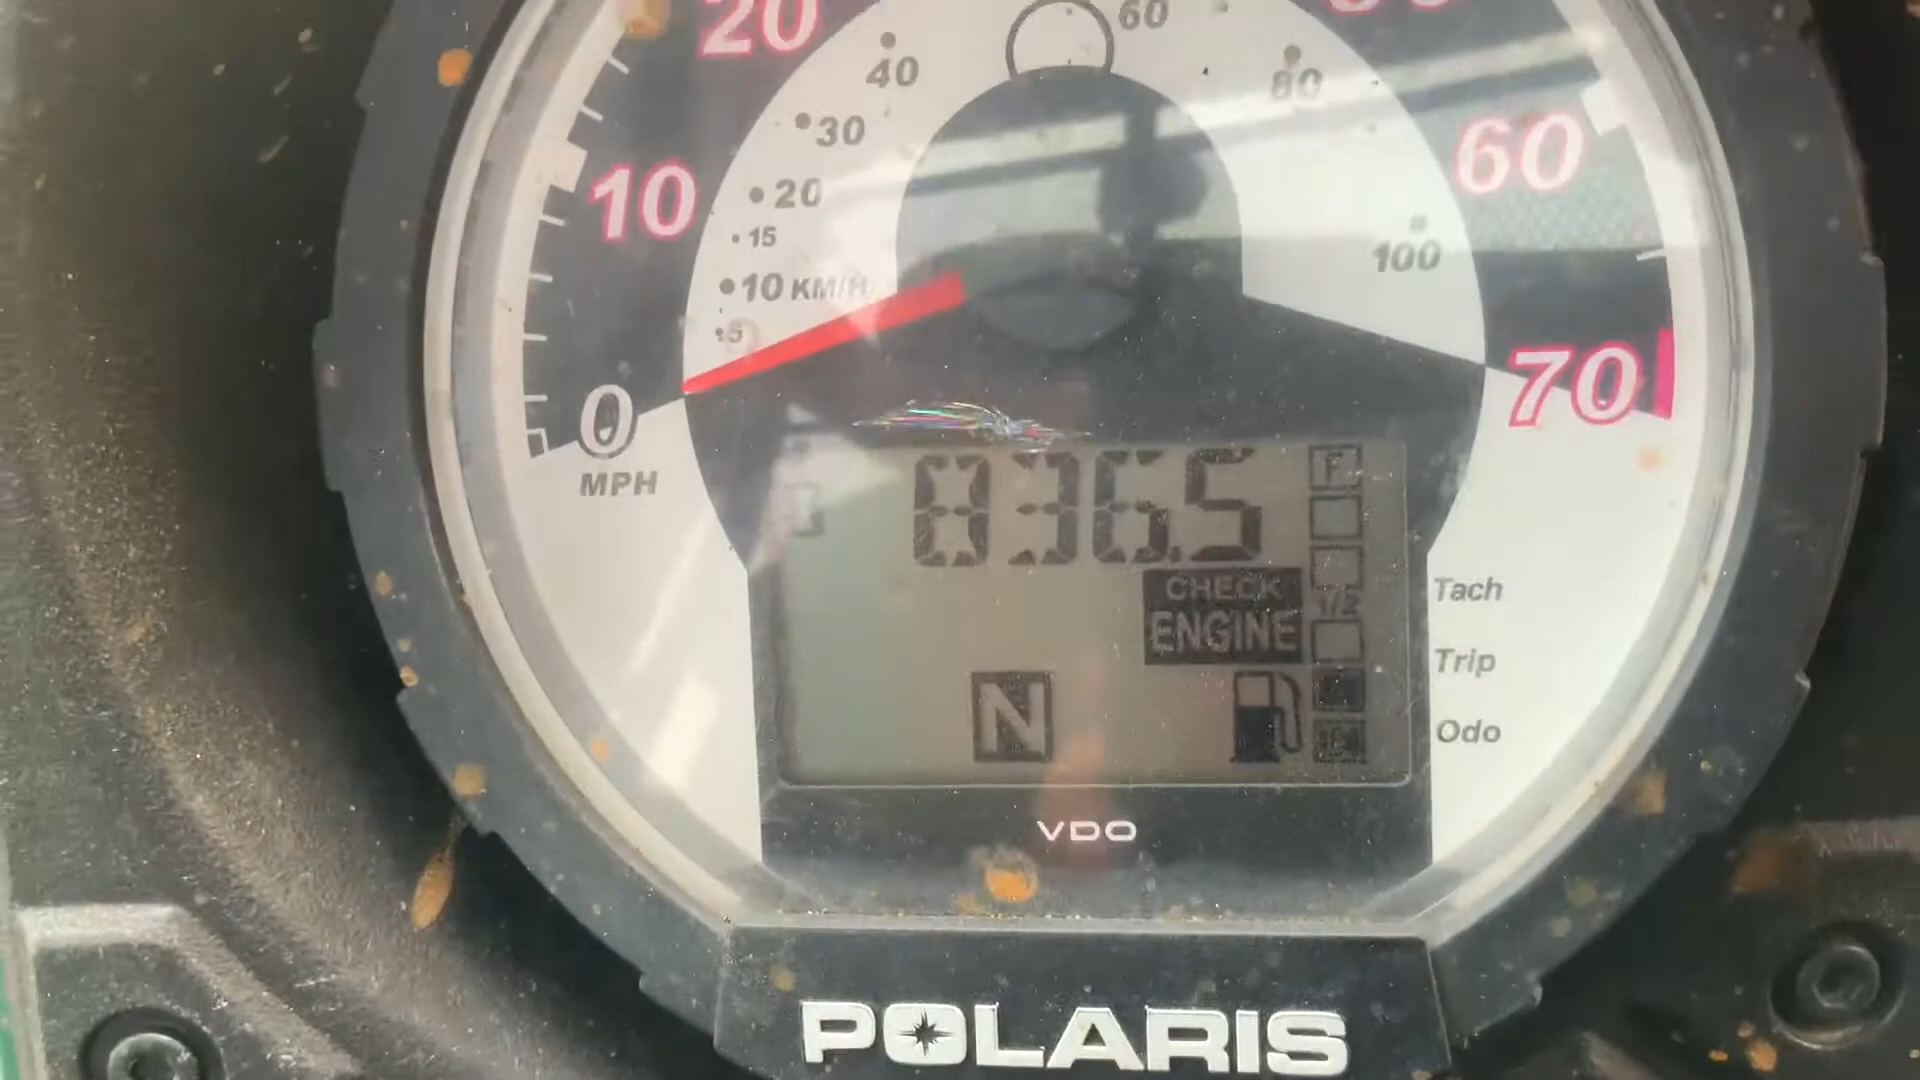 20
60
40
80
30
10
60
20
15
100
10 KM/H
5
70
0
MPH
836.5
F
CHECK
ENGINE
1/2
Tach
Trip
N
E
Odo
VDO
POLARIS